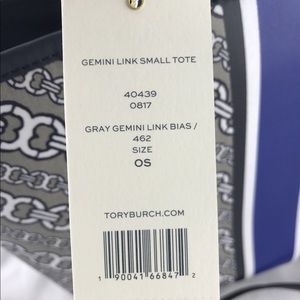 GEMINI LINK SMALL TOTE
40439
0817
GRAY GEMINI LINK BIAS /
462
SIZE
OS
TORYBURCH.COM
1 90041 66847 2